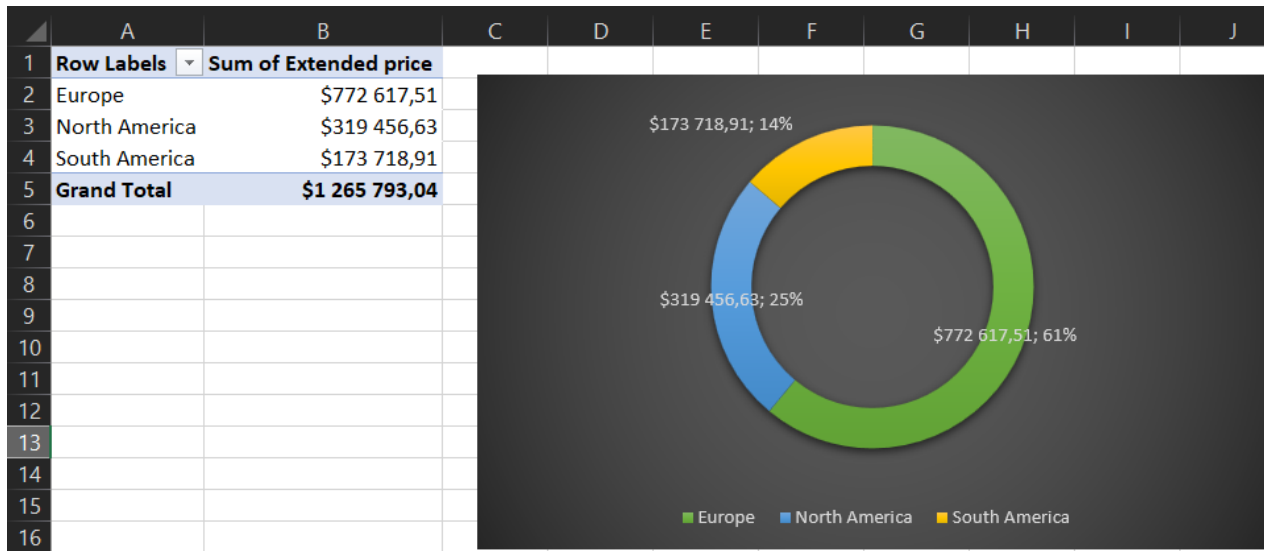 A B C D E F G H I J
1 Row Labels Sum of Extended price
2 Europe $772 617,51
3 North America $319 456,63
4 South America $173 718,91
5 Grand Total $1 265 793,04
6
7
8
9
10
11
12
13
14
15
16
$173 718,91; 14%
$319 456,63; 25%
$772 617,51; 61%
Europe North America South America